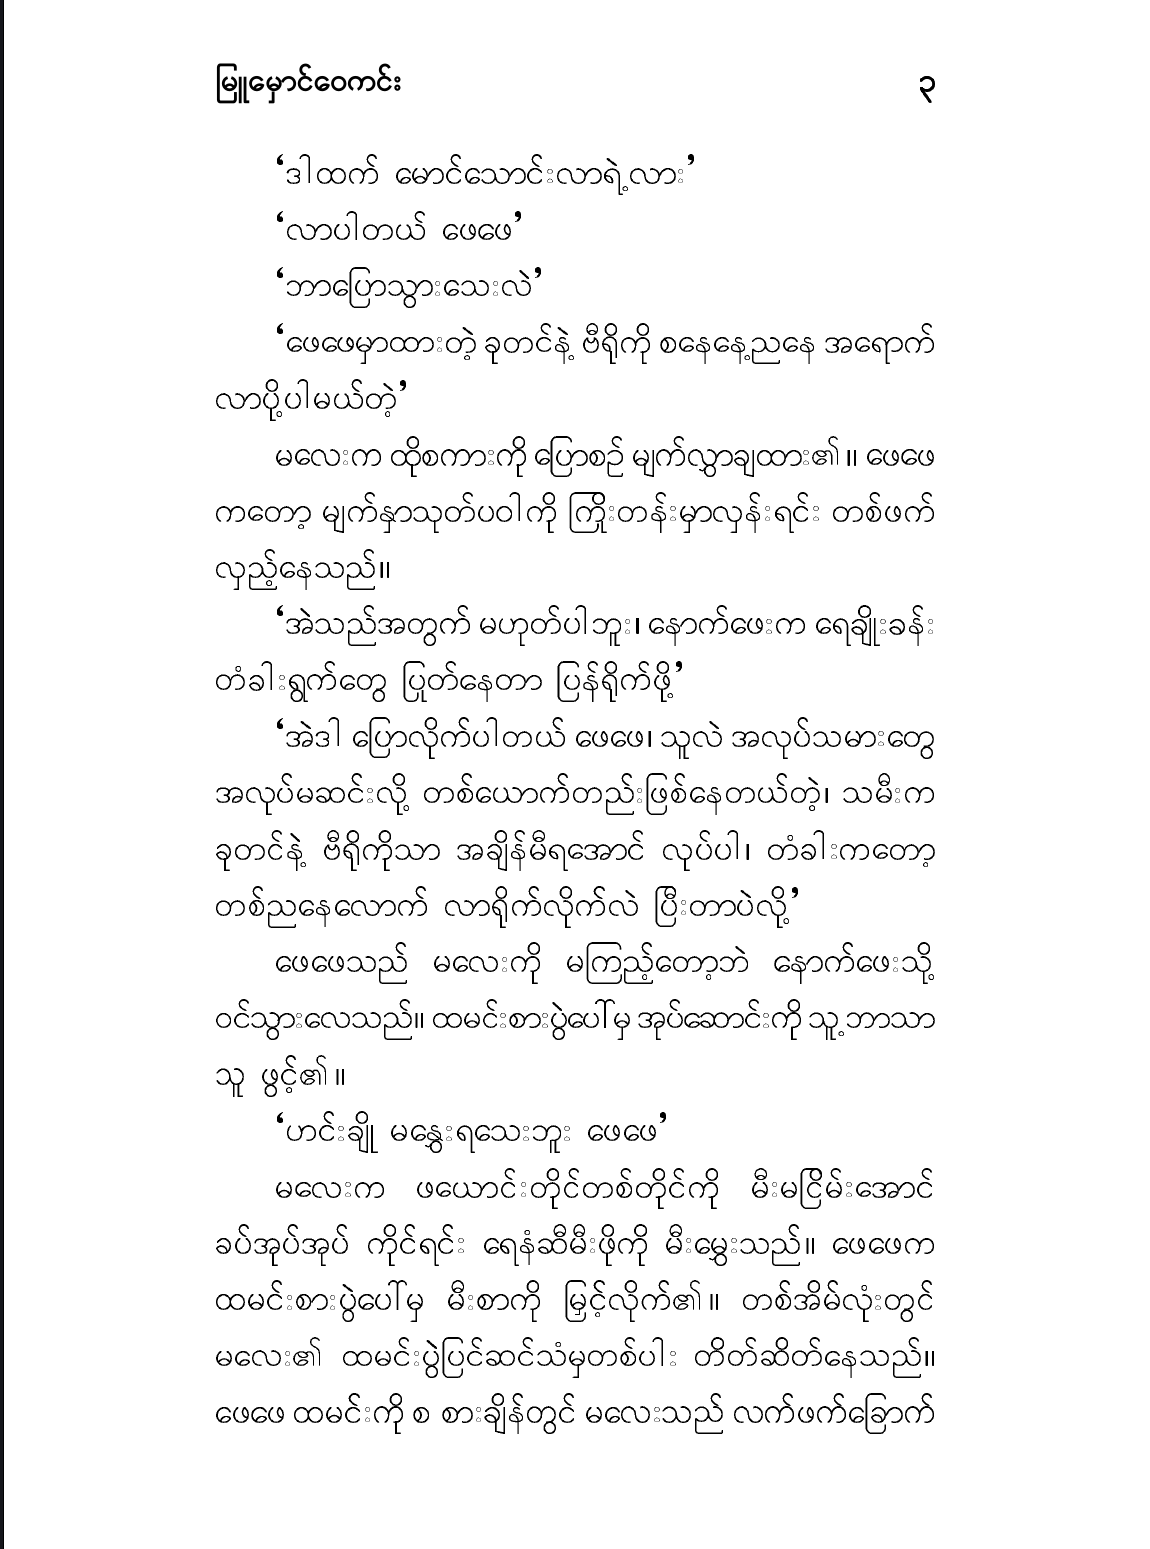 မြူမှောင်ဝေကင်း ၃
‘ဒါထက် မောင်သောင်းလာရဲ့လား’
‘လာပါတယ် ဖေဖေ’
‘ဘာပြောသွားသေးလဲ’
‘ဖေဖေမှာထားတဲ့ ခုတင်နဲ့ ဗီရိုကို စနေနေ့ညနေ အရောက်
လာပို့ပါမယ်တဲ့’
မလေးက ထိုစကားကို ပြောစဉ် မျက်လွှာချထား၏။ ဖေဖေ
ကတော့ မျက်နှာသုတ်ပဝါကို ကြိုးတန်းမှာလှန်းရင်း တစ်ဖက်
လှည့်နေသည်။
‘အဲသည်အတွက် မဟုတ်ပါဘူး၊ နောက်ဖေးက ရေချိုးခန်း
တံခါးရွက်တွေ ပြုတ်နေတာ ပြန်ရိုက်ဖို့’
‘အဲဒါ ပြောလိုက်ပါတယ် ဖေဖေ၊ သူလဲ အလုပ်သမားတွေ
အလုပ်မဆင်းလို့ တစ်ယောက်တည်းဖြစ်နေတယ်တဲ့၊ သမီးက
ခုတင်နဲ့ ဗီရိုကိုသာ အချိန်မီရအောင် လုပ်ပါ၊ တံခါးကတော့
တစ်ညနေလောက် လာရိုက်လိုက်လဲ ပြီးတာပဲလို့’
ဖေဖေသည် မလေးကို မကြည့်တော့ဘဲ နောက်ဖေးသို့
ဝင်သွားလေသည်။ ထမင်းစားပွဲပေါ်မှ အုပ်ဆောင်းကို သူ့ဘာသာ
သူ ဖွင့်၏။
‘ဟင်းချို မနွှေးရသေးဘူး ဖေဖေ’
မလေးက ဖယောင်းတိုင်တစ်တိုင်ကို မီးမငြိမ်းအောင်
ခပ်အုပ်အုပ် ကိုင်ရင်း ရေနံဆီမီးဖိုကို မီးမွှေးသည်။ ဖေဖေက
ထမင်းစားပွဲပေါ်မှ မီးစာကို မြှင့်လိုက်၏။ တစ်အိမ်လုံးတွင်
မလေး၏ ထမင်းပွဲပြင်ဆင်သံမှတစ်ပါး တိတ်ဆိတ်နေသည်။
ဖေဖေ ထမင်းကို စ စားချိန်တွင် မလေးသည် လက်ဖက်ခြောက်